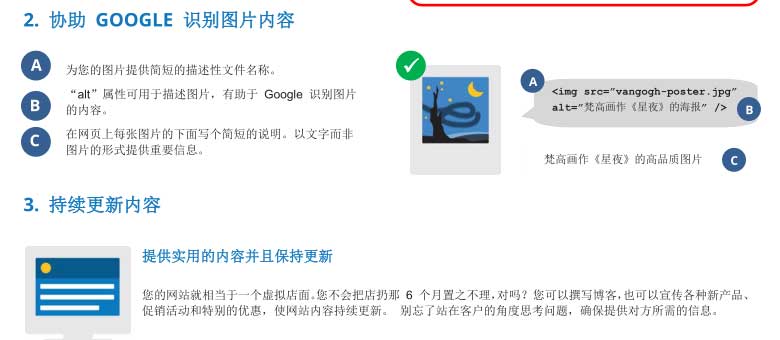 2. 协助 GOOGLE 识别图片内容
A 为您的图片提供简短的描述性文件名称。
B “alt”属性可用于描述图片，有助于 Google 识别图片
的内容。
C 在网页上每张图片的下面写个简短的说明。以文字而非
图片的形式提供重要信息。
A <img src=”vangogh-poster.jpg”
alt=”梵高画作《星夜》的海报” /> B
梵高画作《星夜》的高品质图片 C
3. 持续更新内容
提供实用的内容并且保持更新
您的网站就相当于一个虚拟店面。您不会把店扔那 6 个月置之不理，对吗？您可以撰写博客，也可以宣传各种新产品、
促销活动和特别的优惠，使网站内容持续更新。 别忘了站在客户的角度思考问题，确保提供对方所需的信息。